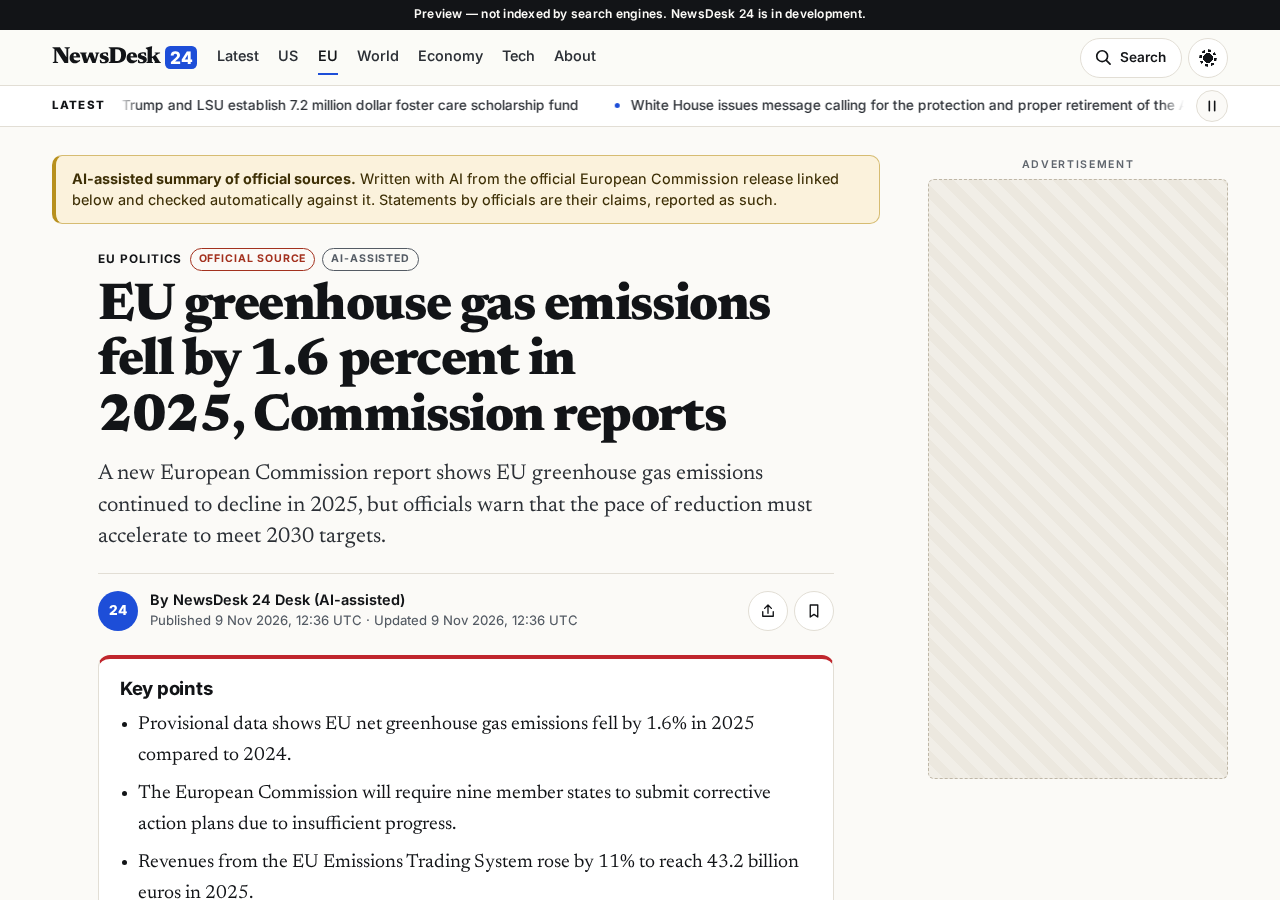 Preview — not indexed by search engines. NewsDesk 24 is in development.
NewsDesk 24 Latest US EU World Economy Tech About Search
LATEST Trump and LSU establish 7.2 million dollar foster care scholarship fund • White House issues message calling for the protection and proper retirement of the
ADVERTISEMENT
AI-assisted summary of official sources. Written with AI from the official European Commission release linked
below and checked automatically against it. Statements by officials are their claims, reported as such.
EU POLITICS OFFICIAL SOURCE AI-ASSISTED
EU greenhouse gas emissions
fell by 1.6 percent in
2025, Commission reports
A new European Commission report shows EU greenhouse gas emissions
continued to decline in 2025, but officials warn that the pace of reduction must
accelerate to meet 2030 targets.
24
By NewsDesk 24 Desk (AI-assisted)
Published 9 Nov 2026, 12:36 UTC · Updated 9 Nov 2026, 12:36 UTC
Key points
• Provisional data shows EU net greenhouse gas emissions fell by 1.6% in 2025
compared to 2024.
• The European Commission will require nine member states to submit corrective
action plans due to insufficient progress.
• Revenues from the EU Emissions Trading System rose by 11% to reach 43.2 billion
euros in 2025.